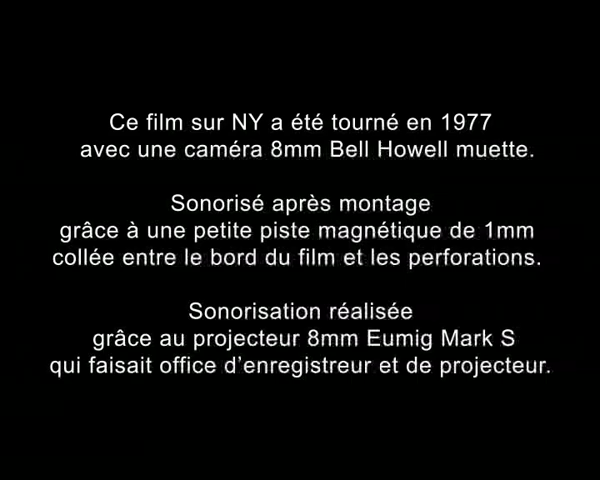 Ce film sur NY a été tourné en 1977
avec une caméra 8mm Bell Howell muette.
Sonorisé après montage
grâce à une petite piste magnétique de 1mm
collée entre le bord du film et les perforations.
Sonorisation réalisée
grâce au projecteur 8mm Eumig Mark S
qui faisait office d’enregistreur et de projecteur.